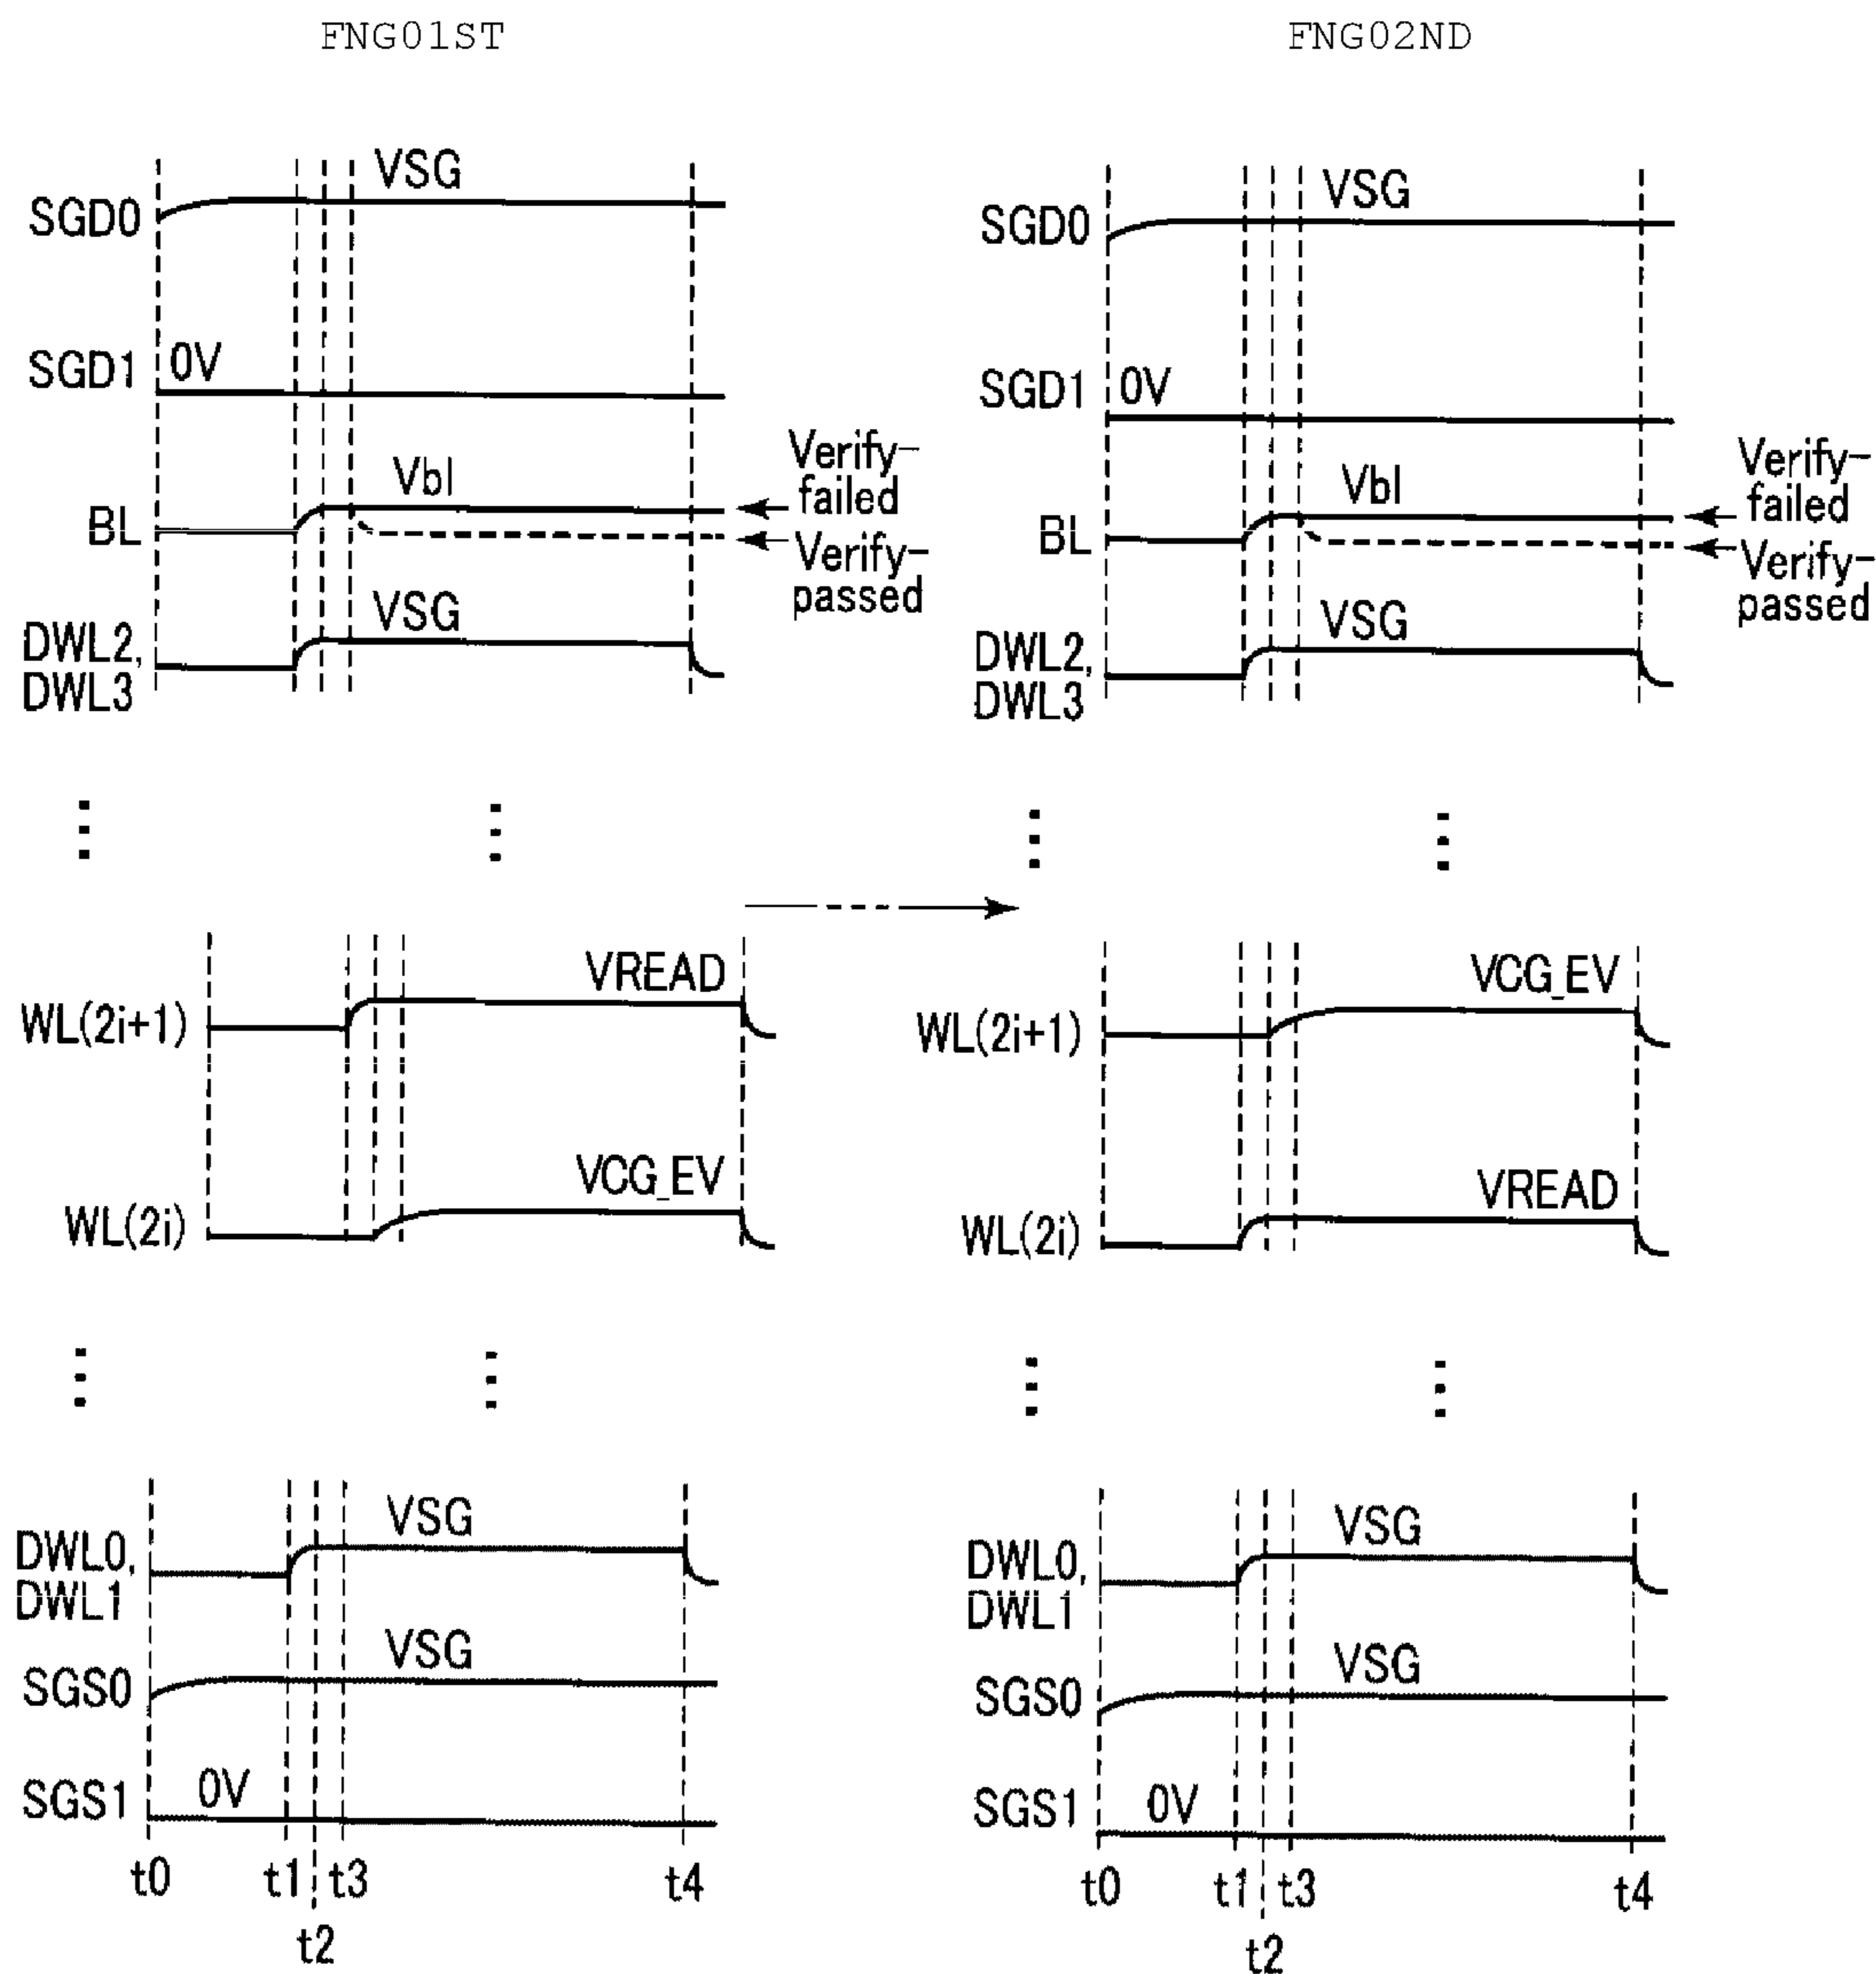 FNG01ST
VSG
SGD0
SGD1
0V
Vbl
Verify-
failed
BL
Verify-
passed
VSG
DWL2,
DWL3
VREAD
WL(2i+1)
VCG_EV
WL(2i)
VSG
DWL0,
DWL1
VSG
SGS0
0V
SGS1
t0
t1
t3
t4
t2
FNG02ND
VSG
SGD0
SGD1
0V
Vbl
Verify-
failed
BL
Verify-
passed
VSG
DWL2,
DWL3
VCG_EV
WL(2i+1)
VREAD
WL(2i)
VSG
DWL0,
DWL1
VSG
SGS0
0V
SGS1
t0
t1
t3
t4
t2